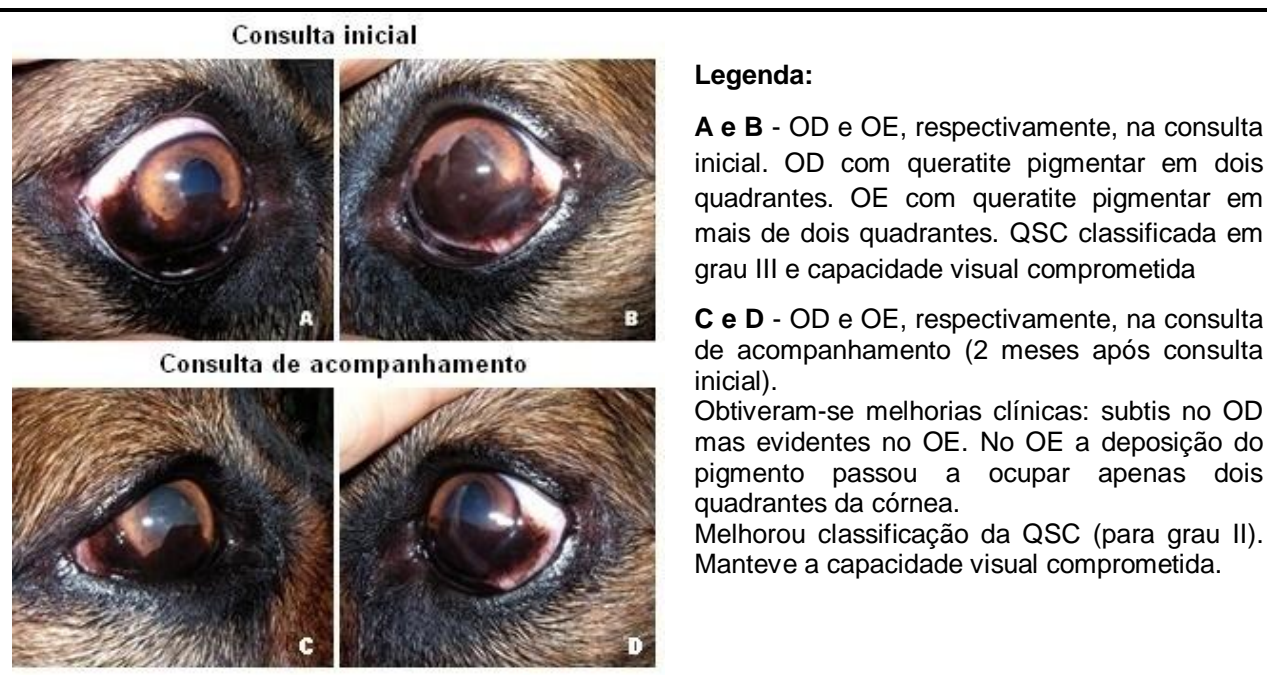 Consulta inicial
A
B
Consulta de acompanhamento
C
D
Legenda:
A e B - OD e OE, respectivamente, na consulta
inicial. OD com queratite pigmentar em dois
quadrantes. OE com queratite pigmentar em
mais de dois quadrantes. QSC classificada em
grau III e capacidade visual comprometida
C e D - OD e OE, respectivamente, na consulta
de acompanhamento (2 meses após consulta
inicial).
Obtiveram-se melhorias clínicas: subtis no OD
mas evidentes no OE. No OE a deposição do
pigmento passou a ocupar apenas dois
quadrantes da córnea.
Melhorou classificação da QSC (para grau II).
Manteve a capacidade visual comprometida.